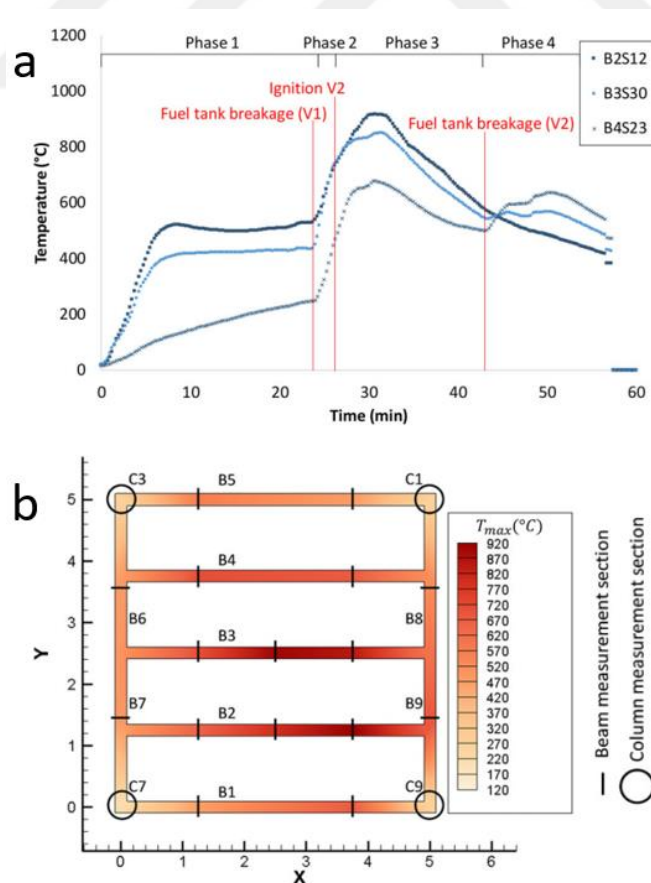 a
Phase 1 Phase 2 Phase 3 Phase 4
B2S12
B3S30
B4S23
Ignition V2
Fuel tank breakage (V1)
Fuel tank breakage (V2)
Temperature (°C)
1200
1000
800
600
400
200
0
0 10 20 30 40 50 60
Time (min)
b
C3 B5 C1
B4
B6 B8
B3
B7 B9
B2
C7 B1 C9
Y
5
4
3
2
1
0
0 1 2 3 4 5 6
X
Tmax(°C)
920
870
820
770
720
670
620
570
520
470
420
370
320
270
220
170
120
Beam measurement section
Column measurement section